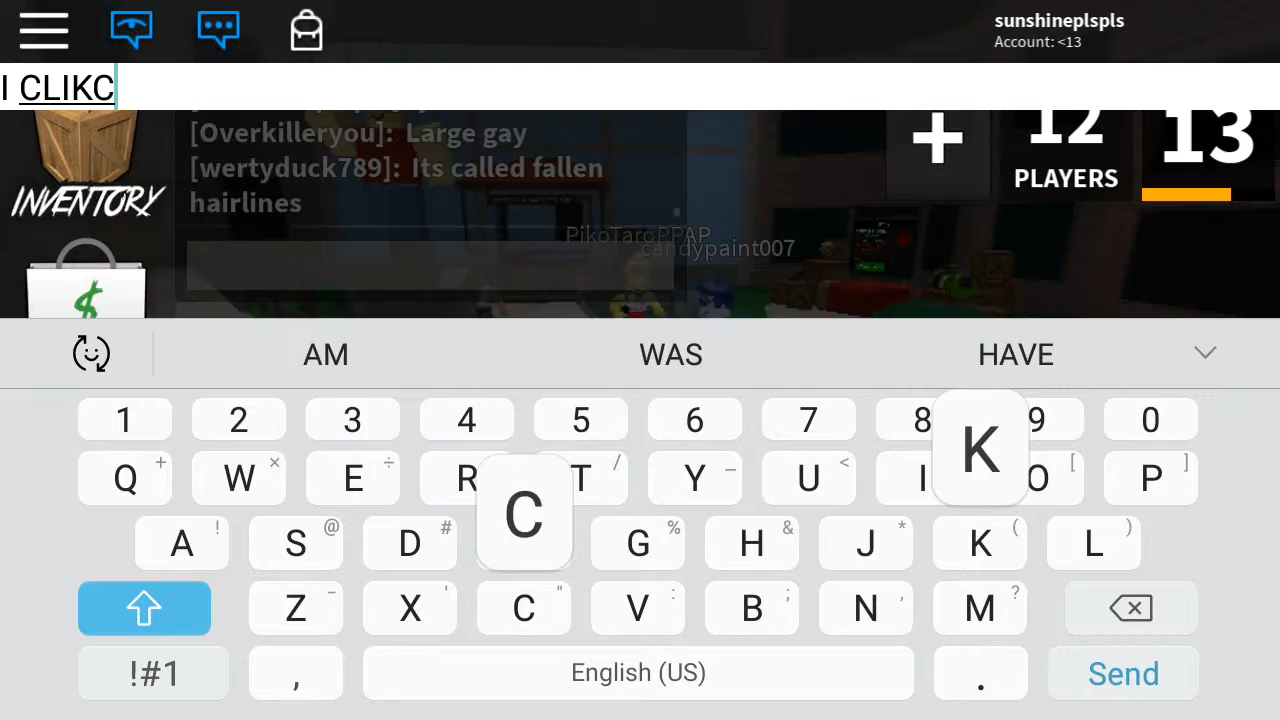 sunshineplspls
Account: <13
I CLIKC
[Overkilleryou]: Large gay
[wertyduck789]: Its called fallen
hairlines
INVENTORY
$
+
12
PLAYERS
13
PikoTaroPPAP
candypaint007
AM WAS HAVE
1 2 3 4 5 6 7 8 9 0
Q + W × E ÷ R T / Y _ U < I O [ P ]
A ! S @ D # G % H & J * K ( L )
C K
Z - X ' C " V : B ; N , M ?
!#1 , English (US) . Send